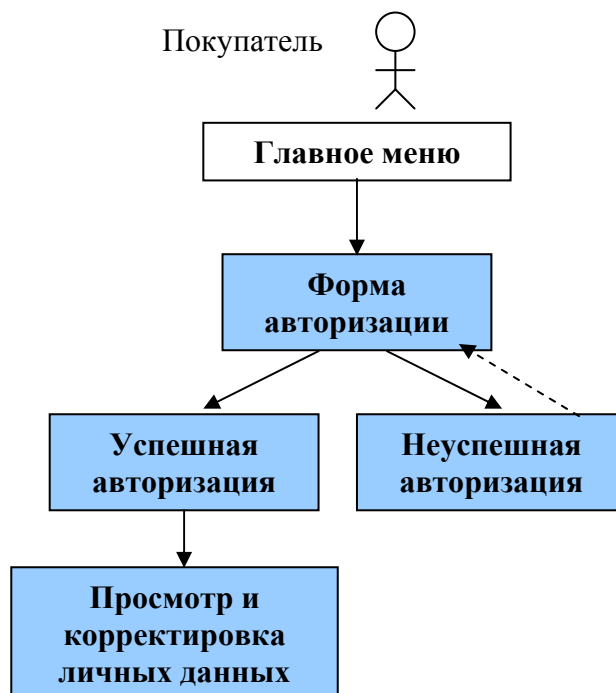 Покупатель
Главное меню
Форма
авторизации
Успешная
авторизация
Неуспешная
авторизация
Просмотр и
корректировка
личных данных